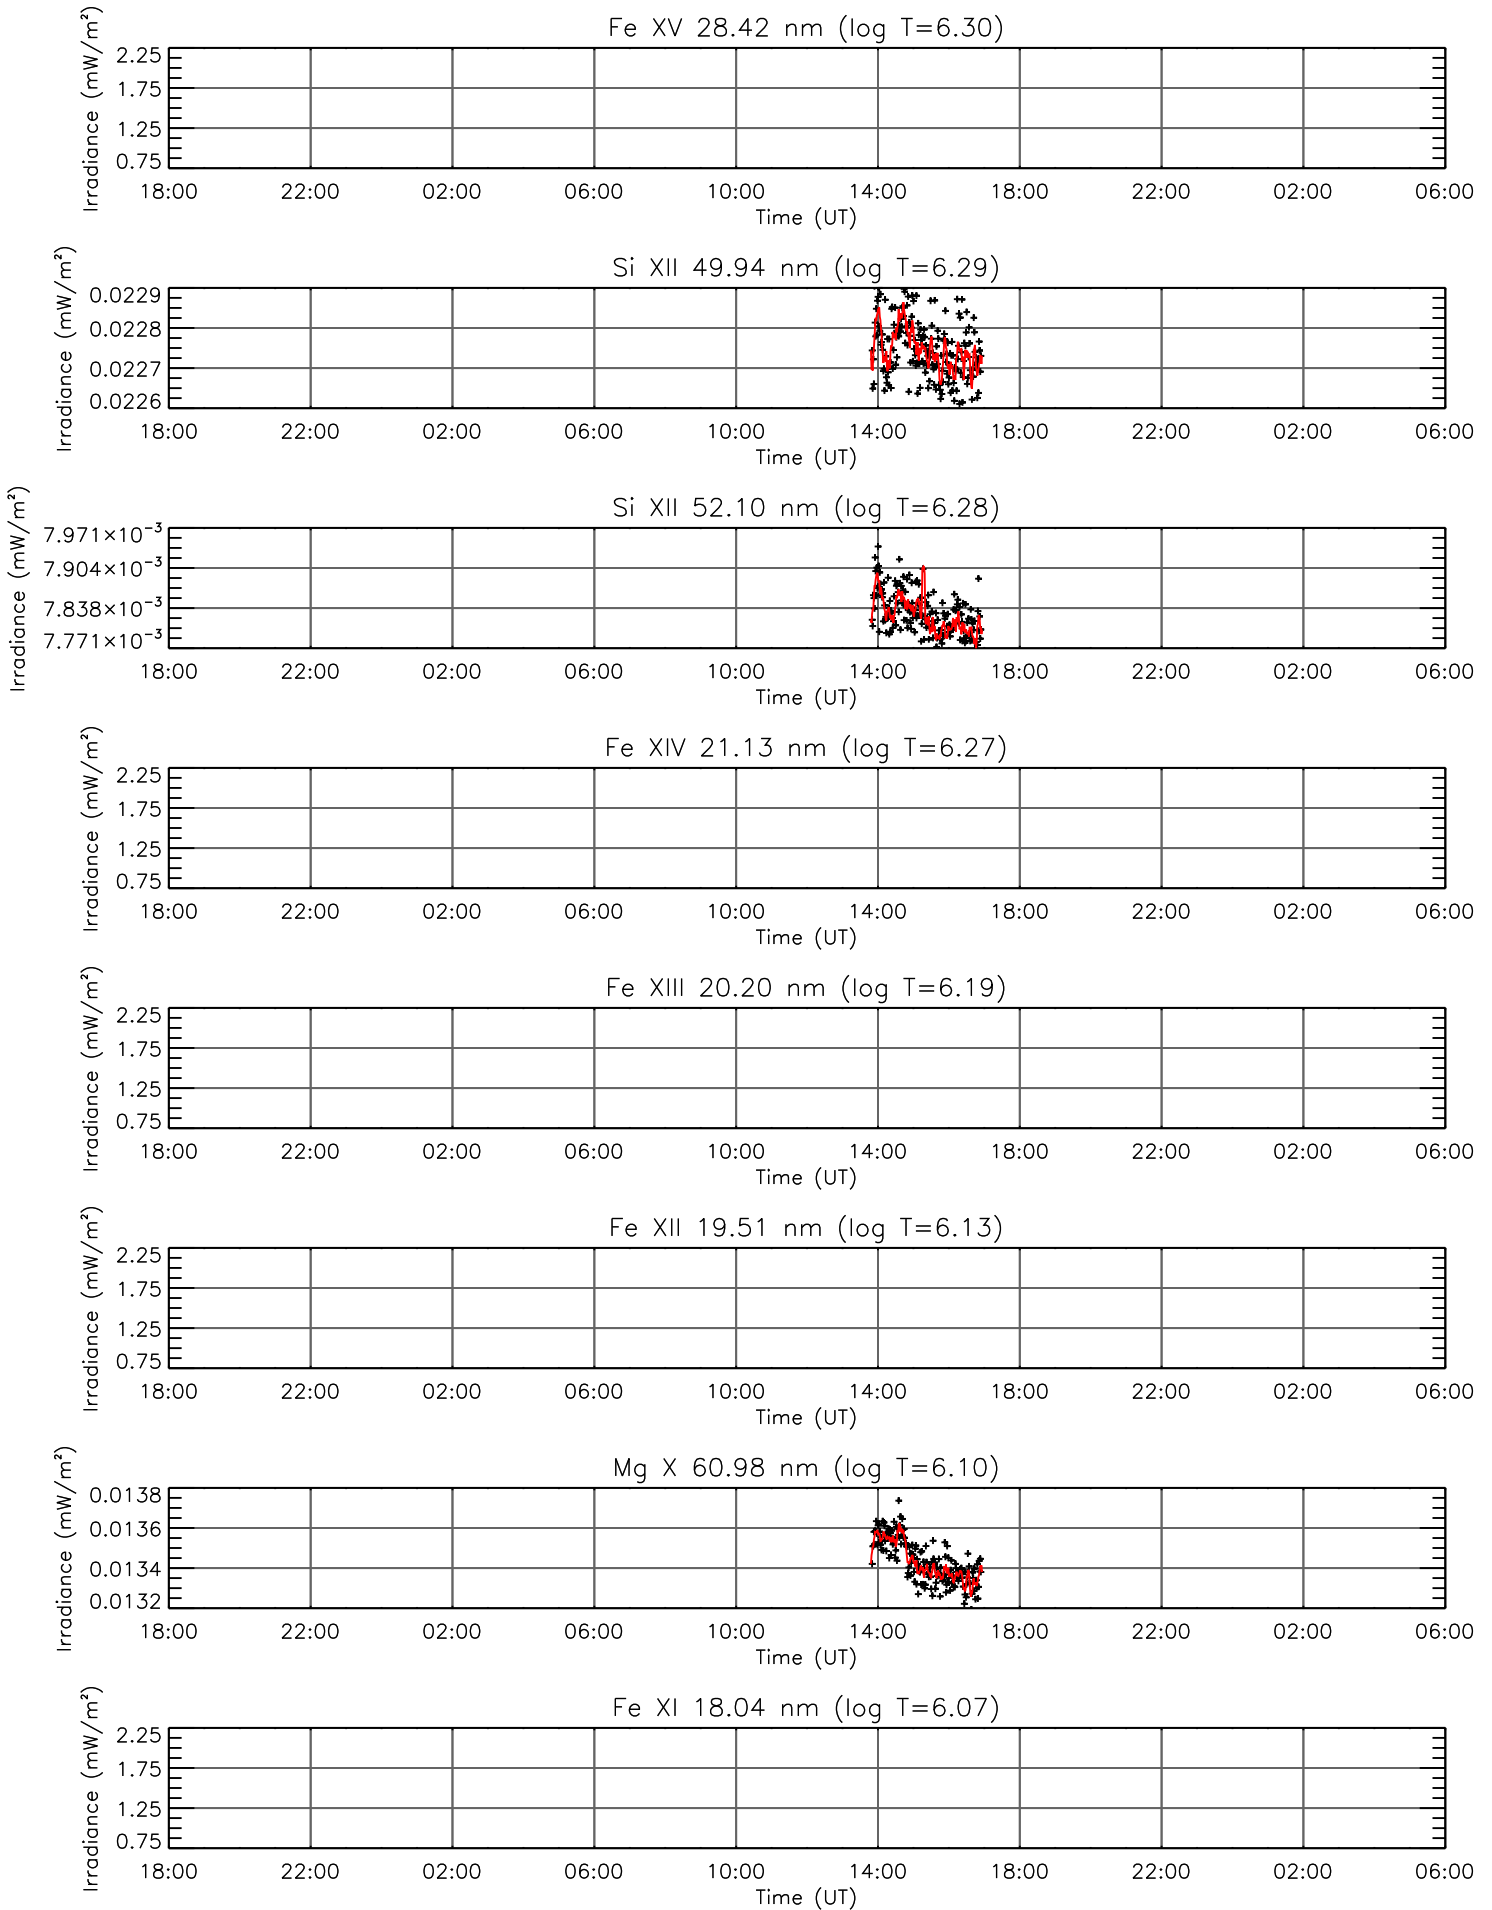 Fe XV 28.42 nm (log T=6.30)
Irradiance (mW/m²)
2.25
1.75
1.25
0.75
18:00 22:00 02:00 06:00 10:00 14:00 18:00 22:00 02:00 06:00
Time (UT)
Si XII 49.94 nm (log T=6.29)
Irradiance (mW/m²)
0.0229
0.0228
0.0227
0.0226
18:00 22:00 02:00 06:00 10:00 14:00 18:00 22:00 02:00 06:00
Time (UT)
Si XII 52.10 nm (log T=6.28)
Irradiance (mW/m²)
7.971×10⁻³
7.904×10⁻³
7.838×10⁻³
7.771×10⁻³
18:00 22:00 02:00 06:00 10:00 14:00 18:00 22:00 02:00 06:00
Time (UT)
Fe XIV 21.13 nm (log T=6.27)
Irradiance (mW/m²)
2.25
1.75
1.25
0.75
18:00 22:00 02:00 06:00 10:00 14:00 18:00 22:00 02:00 06:00
Time (UT)
Fe XIII 20.20 nm (log T=6.19)
Irradiance (mW/m²)
2.25
1.75
1.25
0.75
18:00 22:00 02:00 06:00 10:00 14:00 18:00 22:00 02:00 06:00
Time (UT)
Fe XII 19.51 nm (log T=6.13)
Irradiance (mW/m²)
2.25
1.75
1.25
0.75
18:00 22:00 02:00 06:00 10:00 14:00 18:00 22:00 02:00 06:00
Time (UT)
Mg X 60.98 nm (log T=6.10)
Irradiance (mW/m²)
0.0138
0.0136
0.0134
0.0132
18:00 22:00 02:00 06:00 10:00 14:00 18:00 22:00 02:00 06:00
Time (UT)
Fe XI 18.04 nm (log T=6.07)
Irradiance (mW/m²)
2.25
1.75
1.25
0.75
18:00 22:00 02:00 06:00 10:00 14:00 18:00 22:00 02:00 06:00
Time (UT)